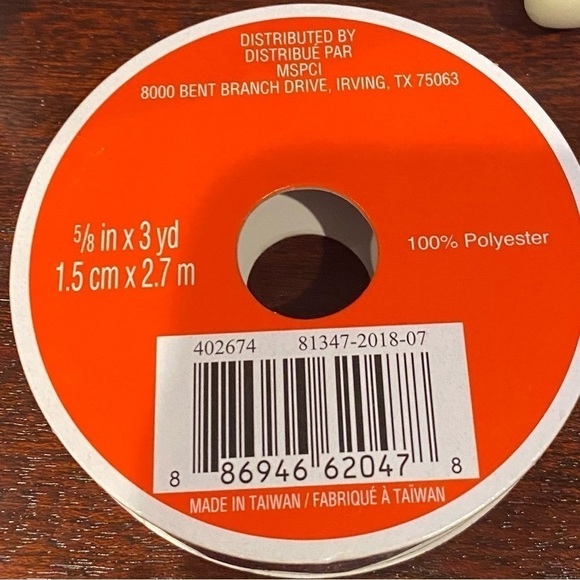 DISTRIBUTED BY
DISTRIBUÉ PAR
MSPCI
8000 BENT BRANCH DRIVE, IRVING, TX 75063
5/8 in x 3 yd
1.5 cm x 2.7 m
100% Polyester
402674 81347-2018-07
8 86946 62047 8
MADE IN TAIWAN / FABRIQUÉ À TAÏWAN